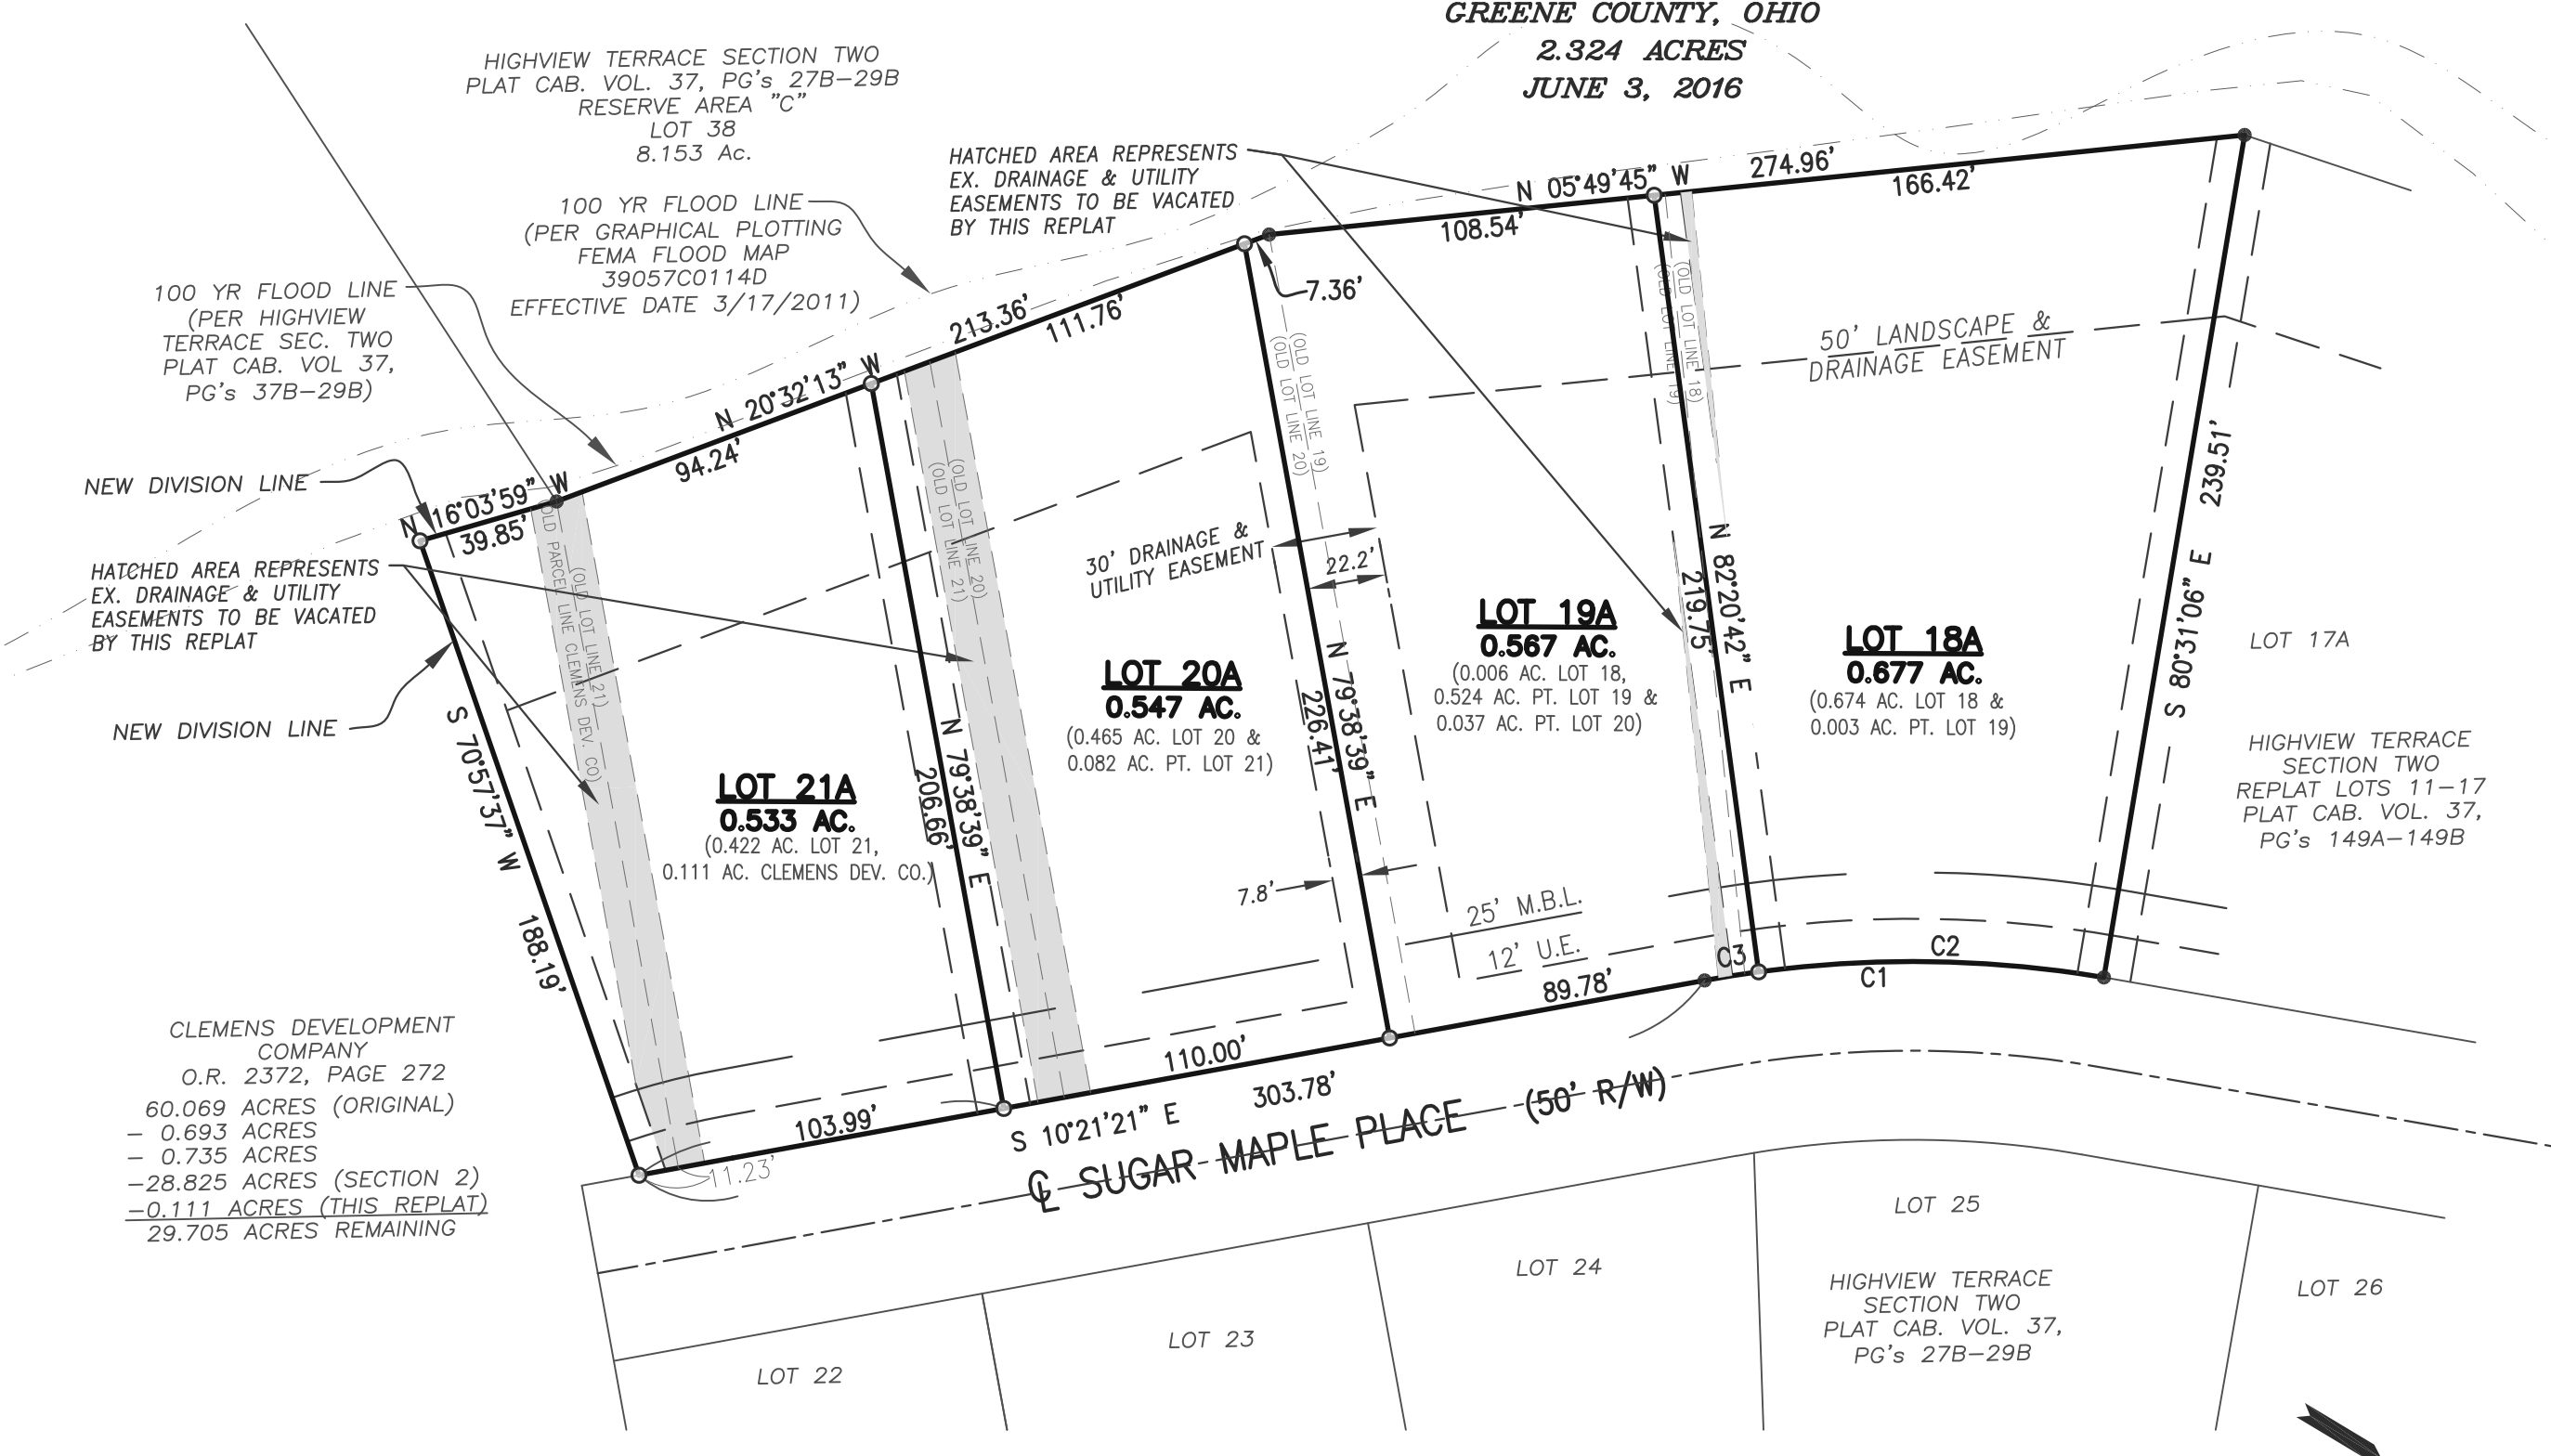 GREENE COUNTY, OHIO
2.324 ACRES
JUNE 3, 2016
HIGHVIEW TERRACE SECTION TWO
PLAT CAB. VOL. 37, PG's 27B-29B
RESERVE AREA "C"
LOT 38
8.153 Ac.
100 YR FLOOD LINE
(PER GRAPHICAL PLOTTING
FEMA FLOOD MAP
39057C0114D
EFFECTIVE DATE 3/17/2011)
HATCHED AREA REPRESENTS
EX. DRAINAGE & UTILITY
EASEMENTS TO BE VACATED
BY THIS REPLAT
100 YR FLOOD LINE
(PER HIGHVIEW
TERRACE SEC. TWO
PLAT CAB. VOL 37,
PG's 37B-29B)
NEW DIVISION LINE
HATCHED AREA REPRESENTS
EX. DRAINAGE & UTILITY
EASEMENTS TO BE VACATED
BY THIS REPLAT
NEW DIVISION LINE
N 16°03'59" W
39.85'
N 20°32'13" W
213.36'
94.24'
111.76'
7.36'
N 05°49'45" W
274.96'
108.54'
166.42'
(OLD LOT LINE 21)
(OLD PARCEL LINE CLEMENS DEV. CO)
(OLD LOT LINE 20)
(OLD LOT LINE 21)
(OLD LOT LINE 19)
(OLD LOT LINE 20)
(OLD LOT LINE 18)
(OLD LOT LINE 19)
50' LANDSCAPE &
DRAINAGE EASEMENT
30' DRAINAGE &
UTILITY EASEMENT
22.2'
7.8'
S 70°57'37" W
188.19'
N 79°38'39" E
206.66'
N 79°38'39" E
226.41'
N 82°20'42" E
219.75'
S 80°31'06" E
239.51'
LOT 21A
0.533 AC.
(0.422 AC. LOT 21,
0.111 AC. CLEMENS DEV. CO.)
LOT 20A
0.547 AC.
(0.465 AC. LOT 20 &
0.082 AC. PT. LOT 21)
LOT 19A
0.567 AC.
(0.006 AC. LOT 18,
0.524 AC. PT. LOT 19 &
0.037 AC. PT. LOT 20)
LOT 18A
0.677 AC.
(0.674 AC. LOT 18 &
0.003 AC. PT. LOT 19)
LOT 17A
HIGHVIEW TERRACE
SECTION TWO
REPLAT LOTS 11-17
PLAT CAB. VOL. 37,
PG's 149A-149B
25' M.B.L.
12' U.E.
C3
C2
C1
89.78'
110.00'
103.99'
11.23'
S 10°21'21" E
303.78'
℄ SUGAR MAPLE PLACE (50' R/W)
CLEMENS DEVELOPMENT
COMPANY
O.R. 2372, PAGE 272
60.069 ACRES (ORIGINAL)
- 0.693 ACRES
- 0.735 ACRES
-28.825 ACRES (SECTION 2)
-0.111 ACRES (THIS REPLAT)
29.705 ACRES REMAINING
LOT 22
LOT 23
LOT 24
LOT 25
LOT 26
HIGHVIEW TERRACE
SECTION TWO
PLAT CAB. VOL. 37,
PG's 27B-29B